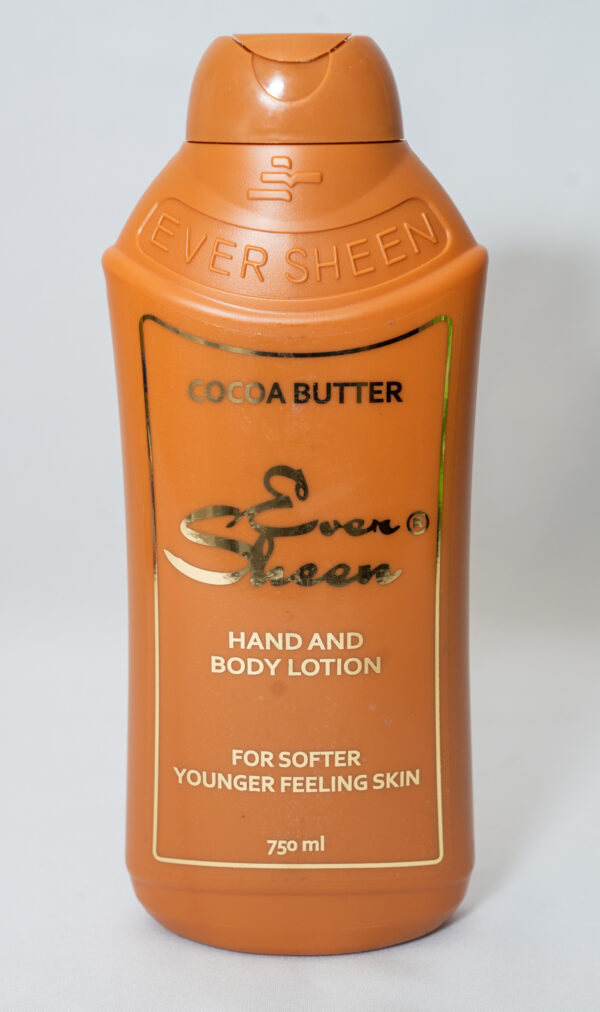 EVER SHEEN
COCOA BUTTER
Ever ®
Sheen
HAND AND
BODY LOTION
FOR SOFTER
YOUNGER FEELING SKIN
750 ml